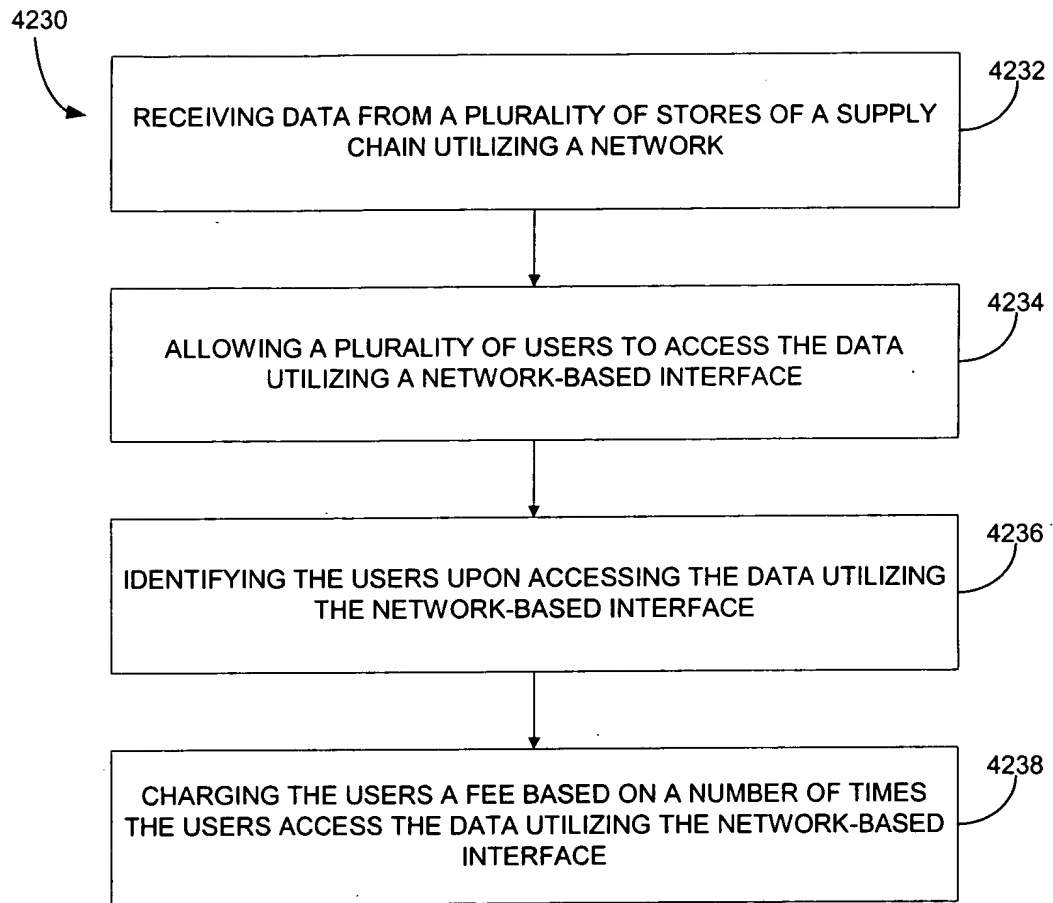 4230
4232
RECEIVING DATA FROM A PLURALITY OF STORES OF A SUPPLY
CHAIN UTILIZING A NETWORK
4234
ALLOWING A PLURALITY OF USERS TO ACCESS THE DATA
UTILIZING A NETWORK-BASED INTERFACE
4236
IDENTIFYING THE USERS UPON ACCESSING THE DATA UTILIZING
THE NETWORK-BASED INTERFACE
4238
CHARGING THE USERS A FEE BASED ON A NUMBER OF TIMES
THE USERS ACCESS THE DATA UTILIZING THE NETWORK-BASED
INTERFACE